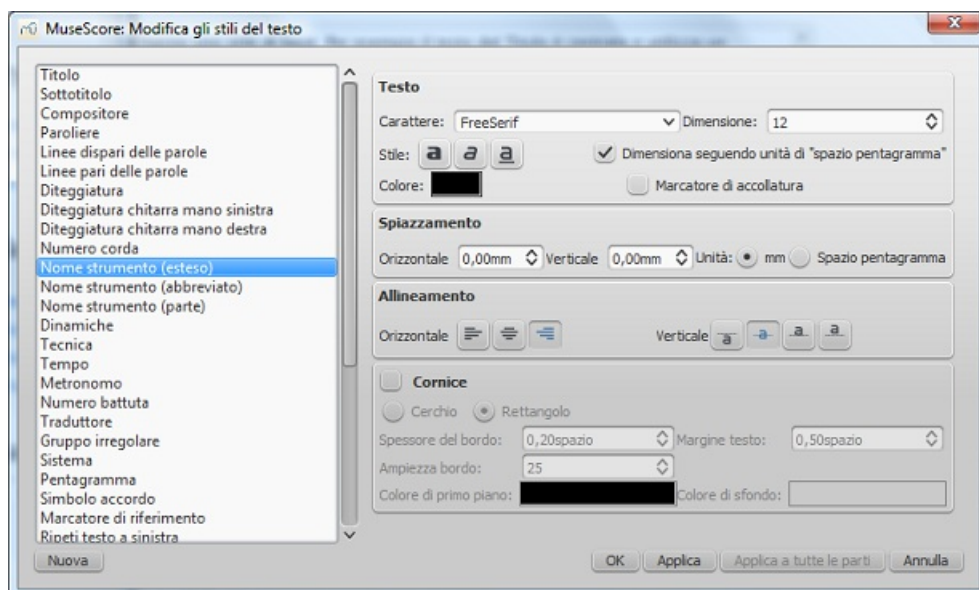 MuseScore: Modifica gli stili del testo
Titolo
Sottotitolo
Compositore
Paroliere
Linee dispari delle parole
Linee pari delle parole
Diteggiatura
Diteggiatura chitarra mano sinistra
Diteggiatura chitarra mano destra
Numero corda
Nome strumento (esteso)
Nome strumento (abbreviato)
Nome strumento (parte)
Dinamiche
Tecnica
Tempo
Metronomo
Numero battuta
Traduttore
Gruppo irregolare
Sistema
Pentagramma
Simbolo accordo
Marcatore di riferimento
Ripeti testo a sinistra
Nuova
Testo
Carattere: FreeSerif Dimensione: 12
Stile: a a a Dimensiona seguendo unità di "spazio pentagramma"
Colore: Marcatore di accollatura
Spiazzamento
Orizzontale 0,00mm Verticale 0,00mm Unità: mm Spazio pentagramma
Allineamento
Orizzontale Verticale a a a a
Cornice
Cerchio Rettangolo
Spessore del bordo: 0,20spazio Margine testo: 0,50spazio
Ampiezza bordo: 25
Colore di primo piano: Colore di sfondo:
OK Applica Applica a tutte le parti Annulla